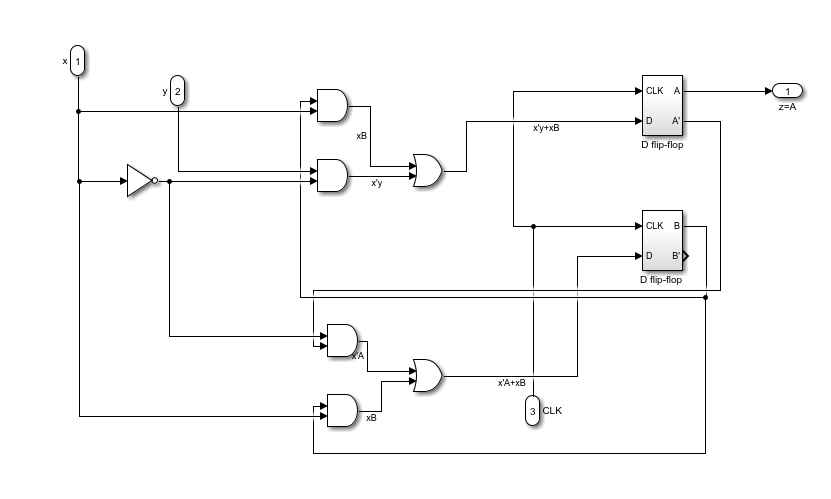 x 1
y 2
CLK A
D A'
D flip-flop
1
z=A
xB
x'y+xB
x'y
CLK B
D B'
D flip-flop
x'A
x'A+xB
xB
3 CLK